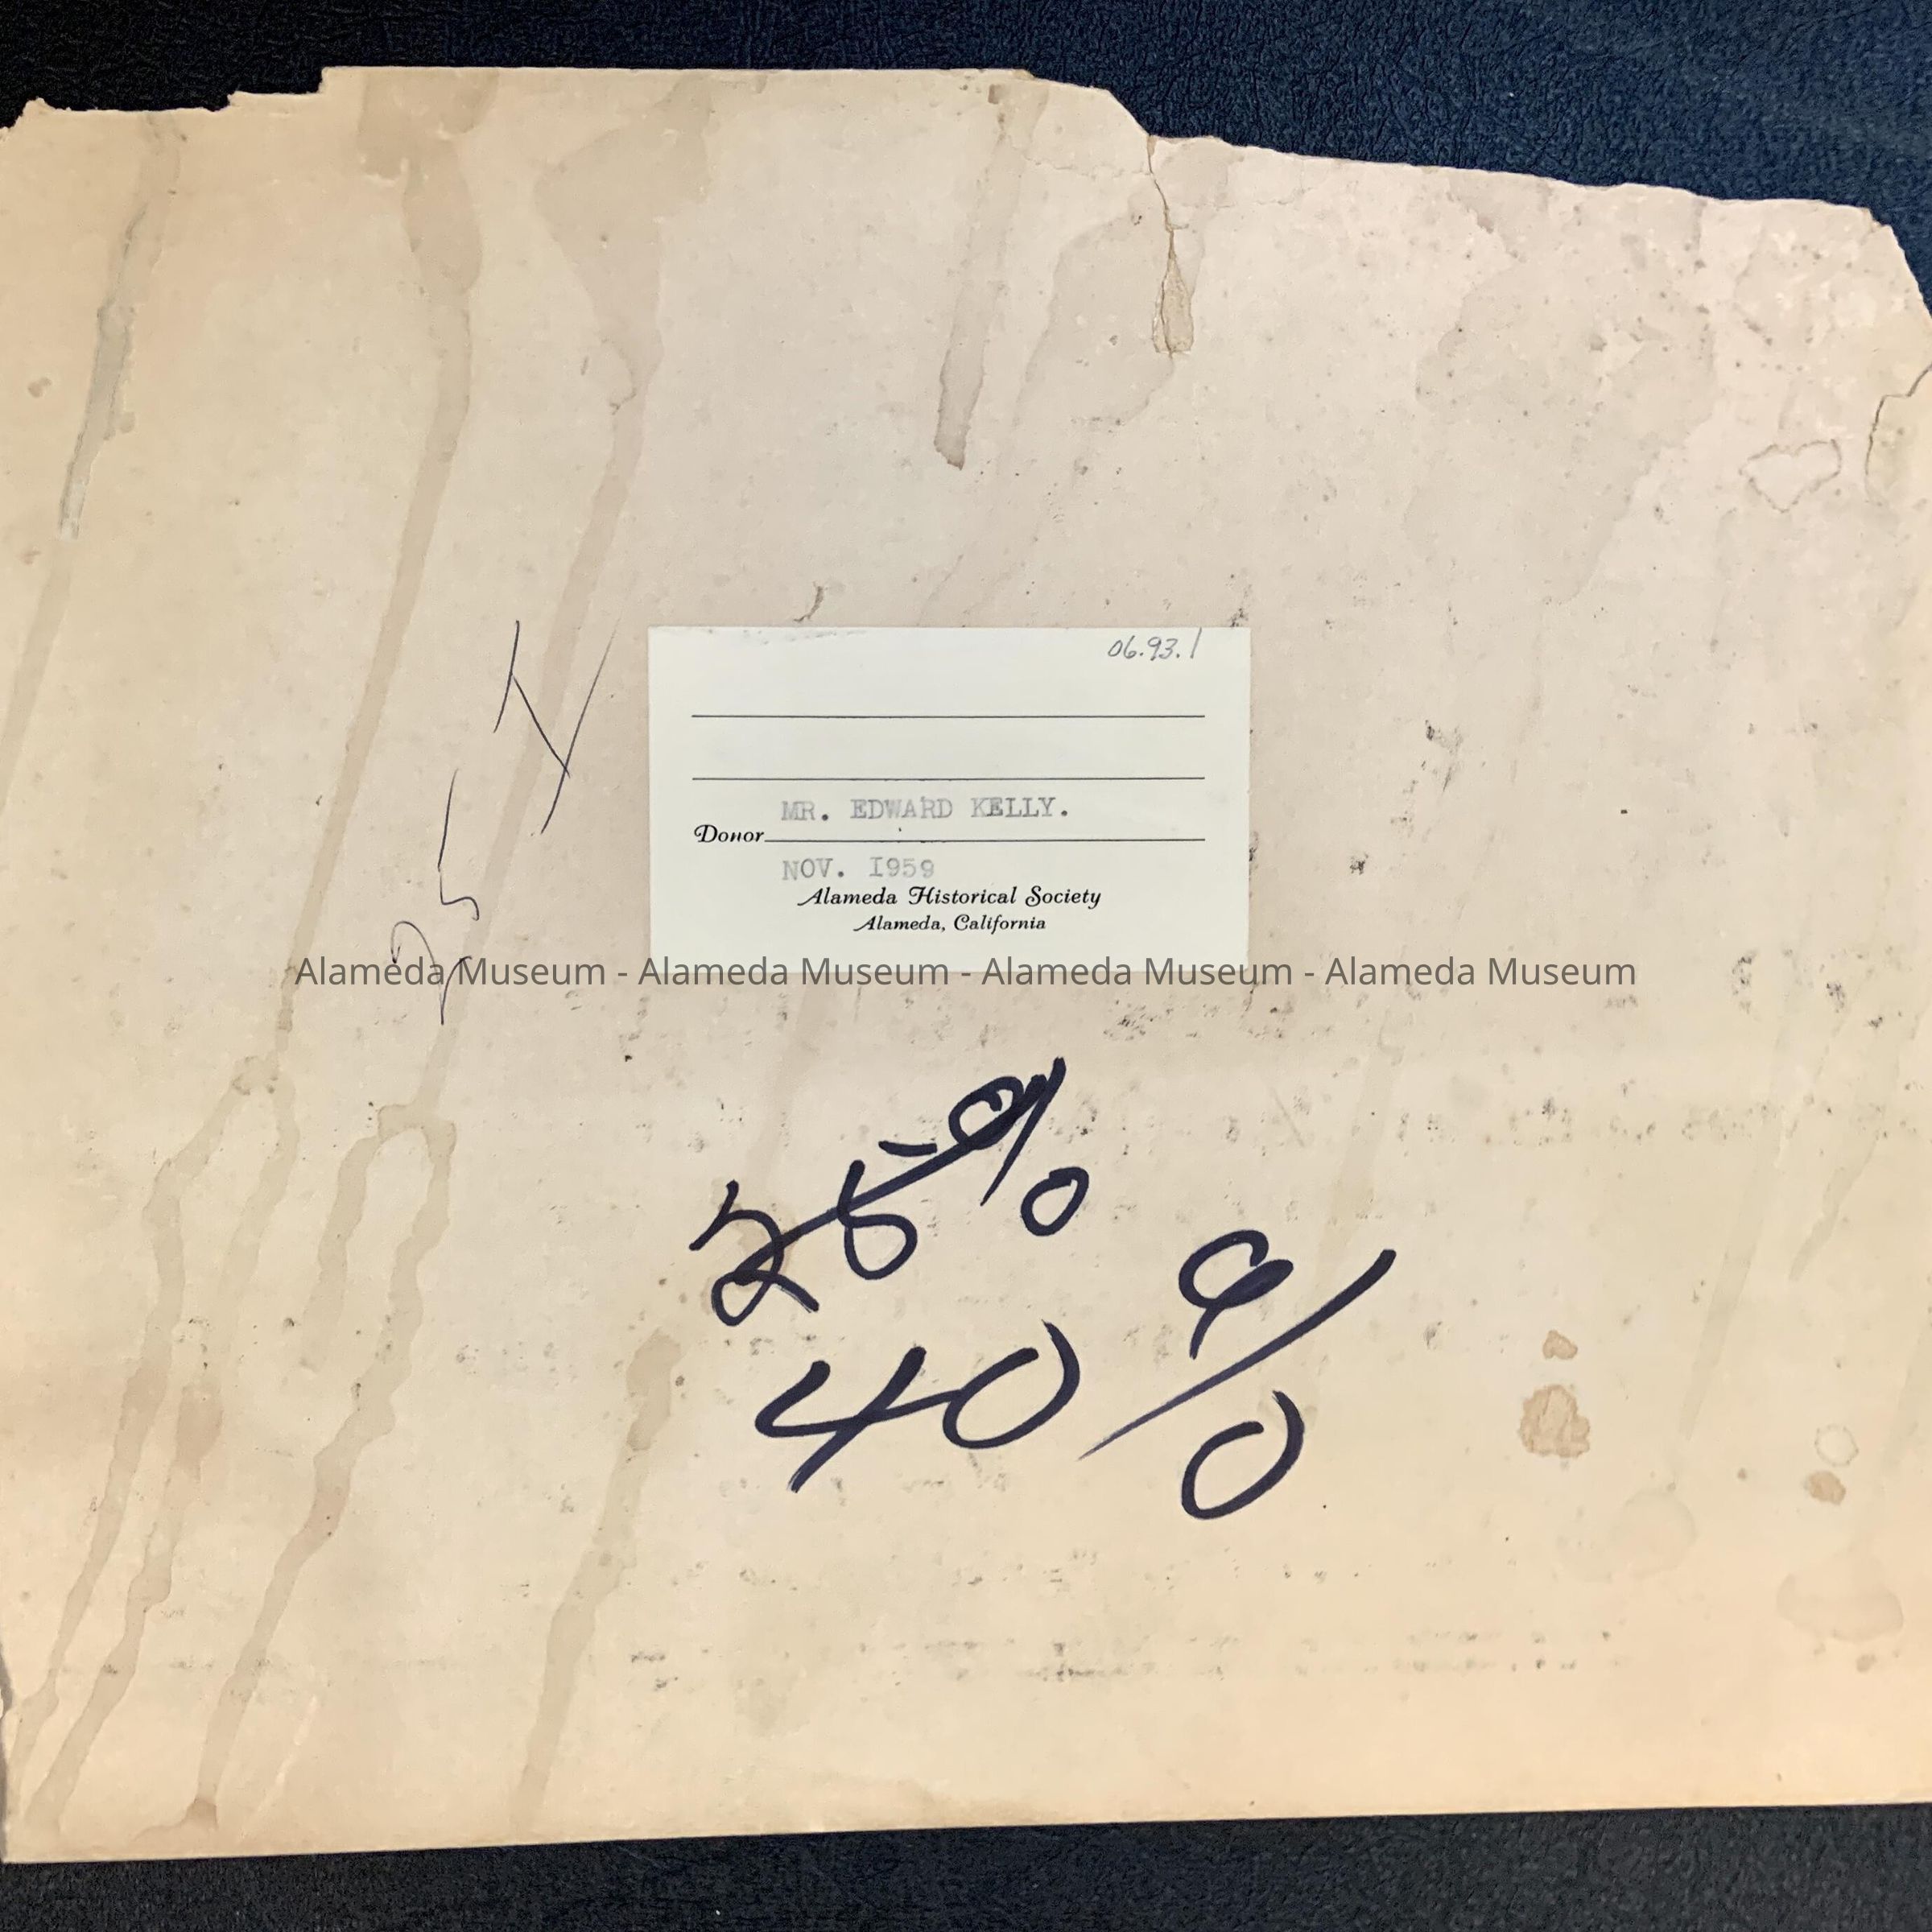 06.93.1
MR. EDWARD KELLY.
Donor
NOV. 1959
Alameda Historical Society
Alameda, California
Alameda Museum - Alameda Museum - Alameda Museum - Alameda Museum
40%